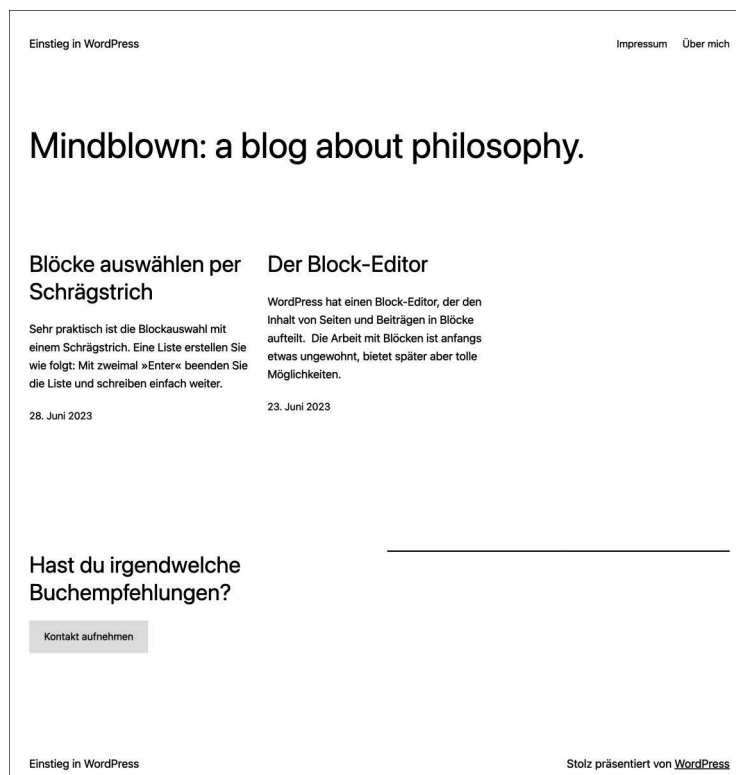 Einstieg in WordPress
Impressum Über mich
Mindblown: a blog about philosophy.
Blöcke auswählen per
Schrägstrich
Sehr praktisch ist die Blockauswahl mit
einem Schrägstrich. Eine Liste erstellen Sie
wie folgt: Mit zweimal »Enter« beenden Sie
die Liste und schreiben einfach weiter.
28. Juni 2023
Der Block-Editor
WordPress hat einen Block-Editor, der den
Inhalt von Seiten und Beiträgen in Blöcke
aufteilt. Die Arbeit mit Blöcken ist anfangs
etwas ungewohnt, bietet später aber tolle
Möglichkeiten.
23. Juni 2023
Hast du irgendwelche
Buchempfehlungen?
Kontakt aufnehmen
Einstieg in WordPress
Stolz präsentiert von WordPress